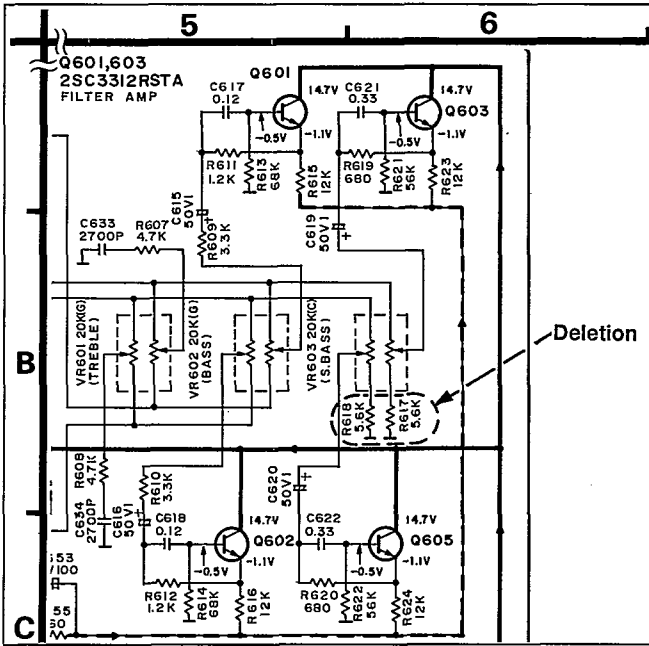 5
6
Q601,603
2SC3312RSTA
FILTER AMP
Q601
14.7V
C617
0.12
-0.5V
-1.1V
R611
1.2K
R613
68K
R615
12K
C621
0.33
14.7V
Q603
-0.5V
-1.1V
R619
680
R621
56K
R623
12K
C615
50V1
+
R609
3.3K
C619
50V1
+
C633
2700P
R607
4.7K
VR601 20K(G)
(TREBLE)
VR602 20K(G)
(BASS)
VR603 20K(C)
(S.BASS)
Deletion
B
R618
5.6K
R617
5.6K
R608
4.7K
C634
2700P
C616
50V1
+
R610
3.3K
C618
0.12
14.7V
Q602
-0.5V
-1.1V
R612
1.2K
R614
68K
R616
12K
C620
50V1
+
C622
0.33
14.7V
Q605
-0.5V
-1.1V
R620
680
R622
56K
R624
12K
C